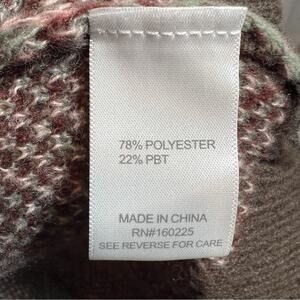 78% POLYESTER
22% PBT
MADE IN CHINA
RN#160225
SEE REVERSE FOR CARE